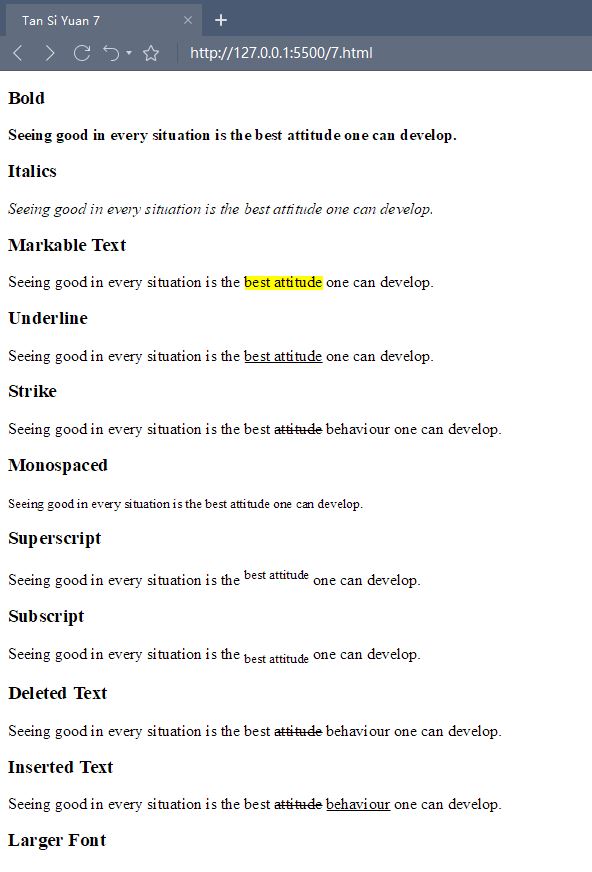 Tan Si Yuan 7
http://127.0.0.1:5500/7.html
Bold
Seeing good in every situation is the best attitude one can develop.
Italics
Seeing good in every situation is the best attitude one can develop.
Markable Text
Seeing good in every situation is the best attitude one can develop.
Underline
Seeing good in every situation is the best attitude one can develop.
Strike
Seeing good in every situation is the best attitude behaviour one can develop.
Monospaced
Seeing good in every situation is the best attitude one can develop.
Superscript
Seeing good in every situation is the best attitude one can develop.
Subscript
Seeing good in every situation is the best attitude one can develop.
Deleted Text
Seeing good in every situation is the best attitude behaviour one can develop.
Inserted Text
Seeing good in every situation is the best attitude behaviour one can develop.
Larger Font